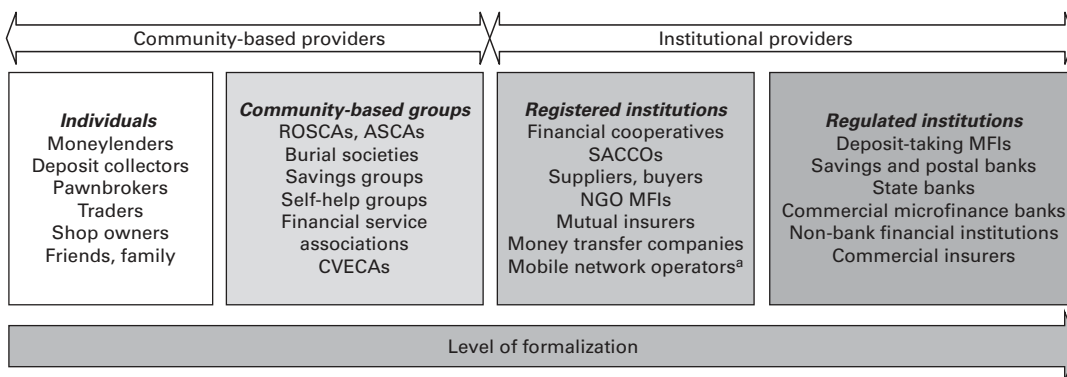 Community-based providers
Institutional providers
Individuals
Moneylenders
Deposit collectors
Pawnbrokers
Traders
Shop owners
Friends, family
Community-based groups
ROSCAs, ASCAs
Burial societies
Savings groups
Self-help groups
Financial service
associations
CVECAs
Registered institutions
Financial cooperatives
SACCOs
Suppliers, buyers
NGO MFIs
Mutual insurers
Money transfer companies
Mobile network operatorsᵃ
Regulated institutions
Deposit-taking MFIs
Savings and postal banks
State banks
Commercial microfinance banks
Non-bank financial institutions
Commercial insurers
Level of formalization